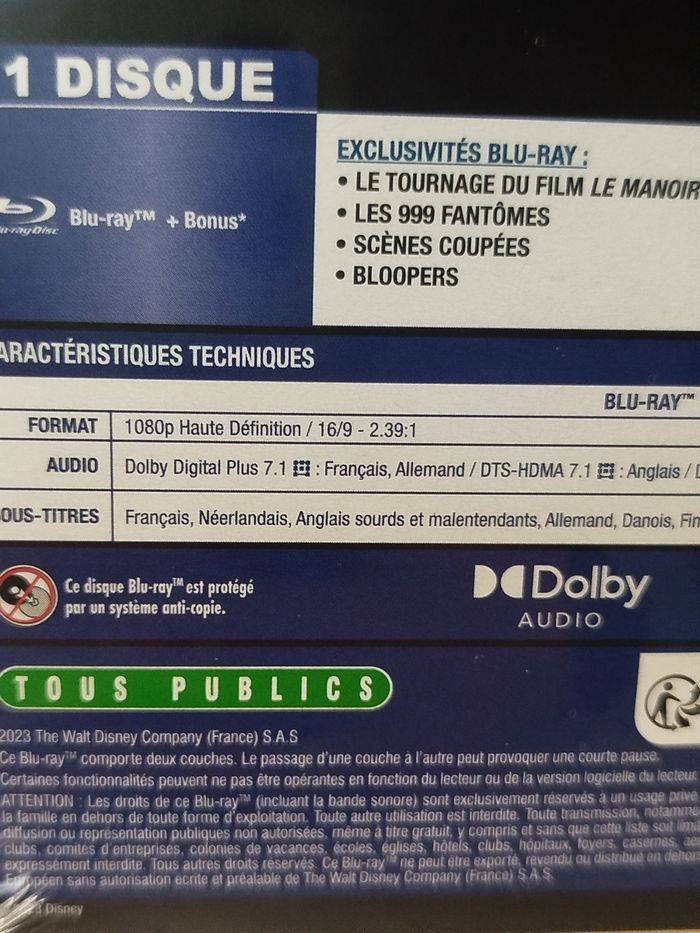 1 DISQUE
EXCLUSIVITÉS BLU-RAY :
• LE TOURNAGE DU FILM LE MANOIR
• LES 999 FANTÔMES
• SCÈNES COUPÉES
• BLOOPERS
Blu-ray™ + Bonus*
ARACTÉRISTIQUES TECHNIQUES
BLU-RAY™
FORMAT 1080p Haute Définition / 16/9 - 2.39:1
AUDIO Dolby Digital Plus 7.1 : Français, Allemand / DTS-HDMA 7.1 : Anglais /
OUS-TITRES Français, Néerlandais, Anglais sourds et malentendants, Allemand, Danois, Fin
Ce disque Blu-ray™ est protégé
par un système anti-copie.
Dolby
AUDIO
TOUS PUBLICS
2023 The Walt Disney Company (France) S.A.S
Ce Blu-ray™ comporte deux couches. Le passage d'une couche à l'autre peut provoquer une courte pause.
Certaines fonctionnalités peuvent ne pas être opérantes en fonction du lecteur ou de la version logicielle du lecteur
ATTENTION : Les droits de ce Blu-ray™ (incluant la bande sonore) sont exclusivement réservés à un usage privé
la famille en dehors de toute forme d'exploitation. Toute autre utilisation est interdite. Toute transmission, notamme
diffusion ou représentation publiques non autorisées, même à titre gratuit, y compris et sans que cette liste soit limi
clubs, comités d'entreprises, colonies de vacances, écoles, églises, hôtels, clubs, hôpitaux, foyers, casernes,
expressément interdite. Tous autres droits réservés. Ce Blu-ray™ ne peut être exporté, revendu ou distribué en deho
Européen sans autorisation écrite et préalable de The Walt Disney Company (France) S.A.S.
Disney